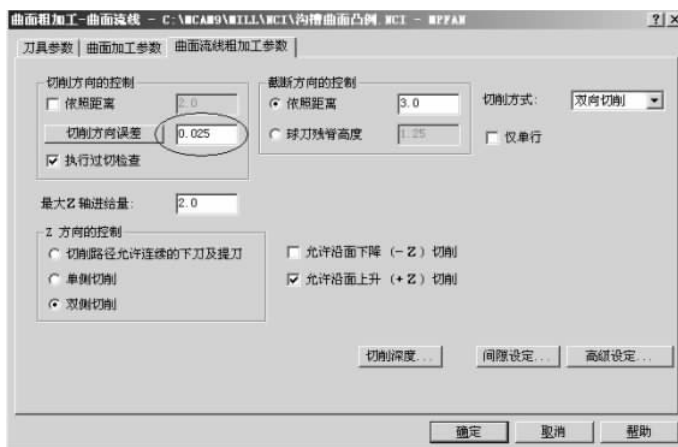 曲面粗加工-曲面流线 - C:\MCAM9\MILL\NCI\沟槽曲面凸例.NCI - MPFAN
刀具参数 曲面加工参数 曲面流线粗加工参数
切削方向的控制
依照距离 2.0
切削方向误差 0.025
执行过切检查
截断方向的控制
依照距离 3.0
球刀残脊高度 1.25
切削方式: 双向切削
仅单行
最大Z 轴进给量: 2.0
Z 方向的控制
切削路径允许连续的下刀及提刀
单侧切削
双侧切削
允许沿面下降 (-Z) 切削
允许沿面上升 (+Z) 切削
切削深度... 间隙设定... 高级设定...
确定 取消 帮助